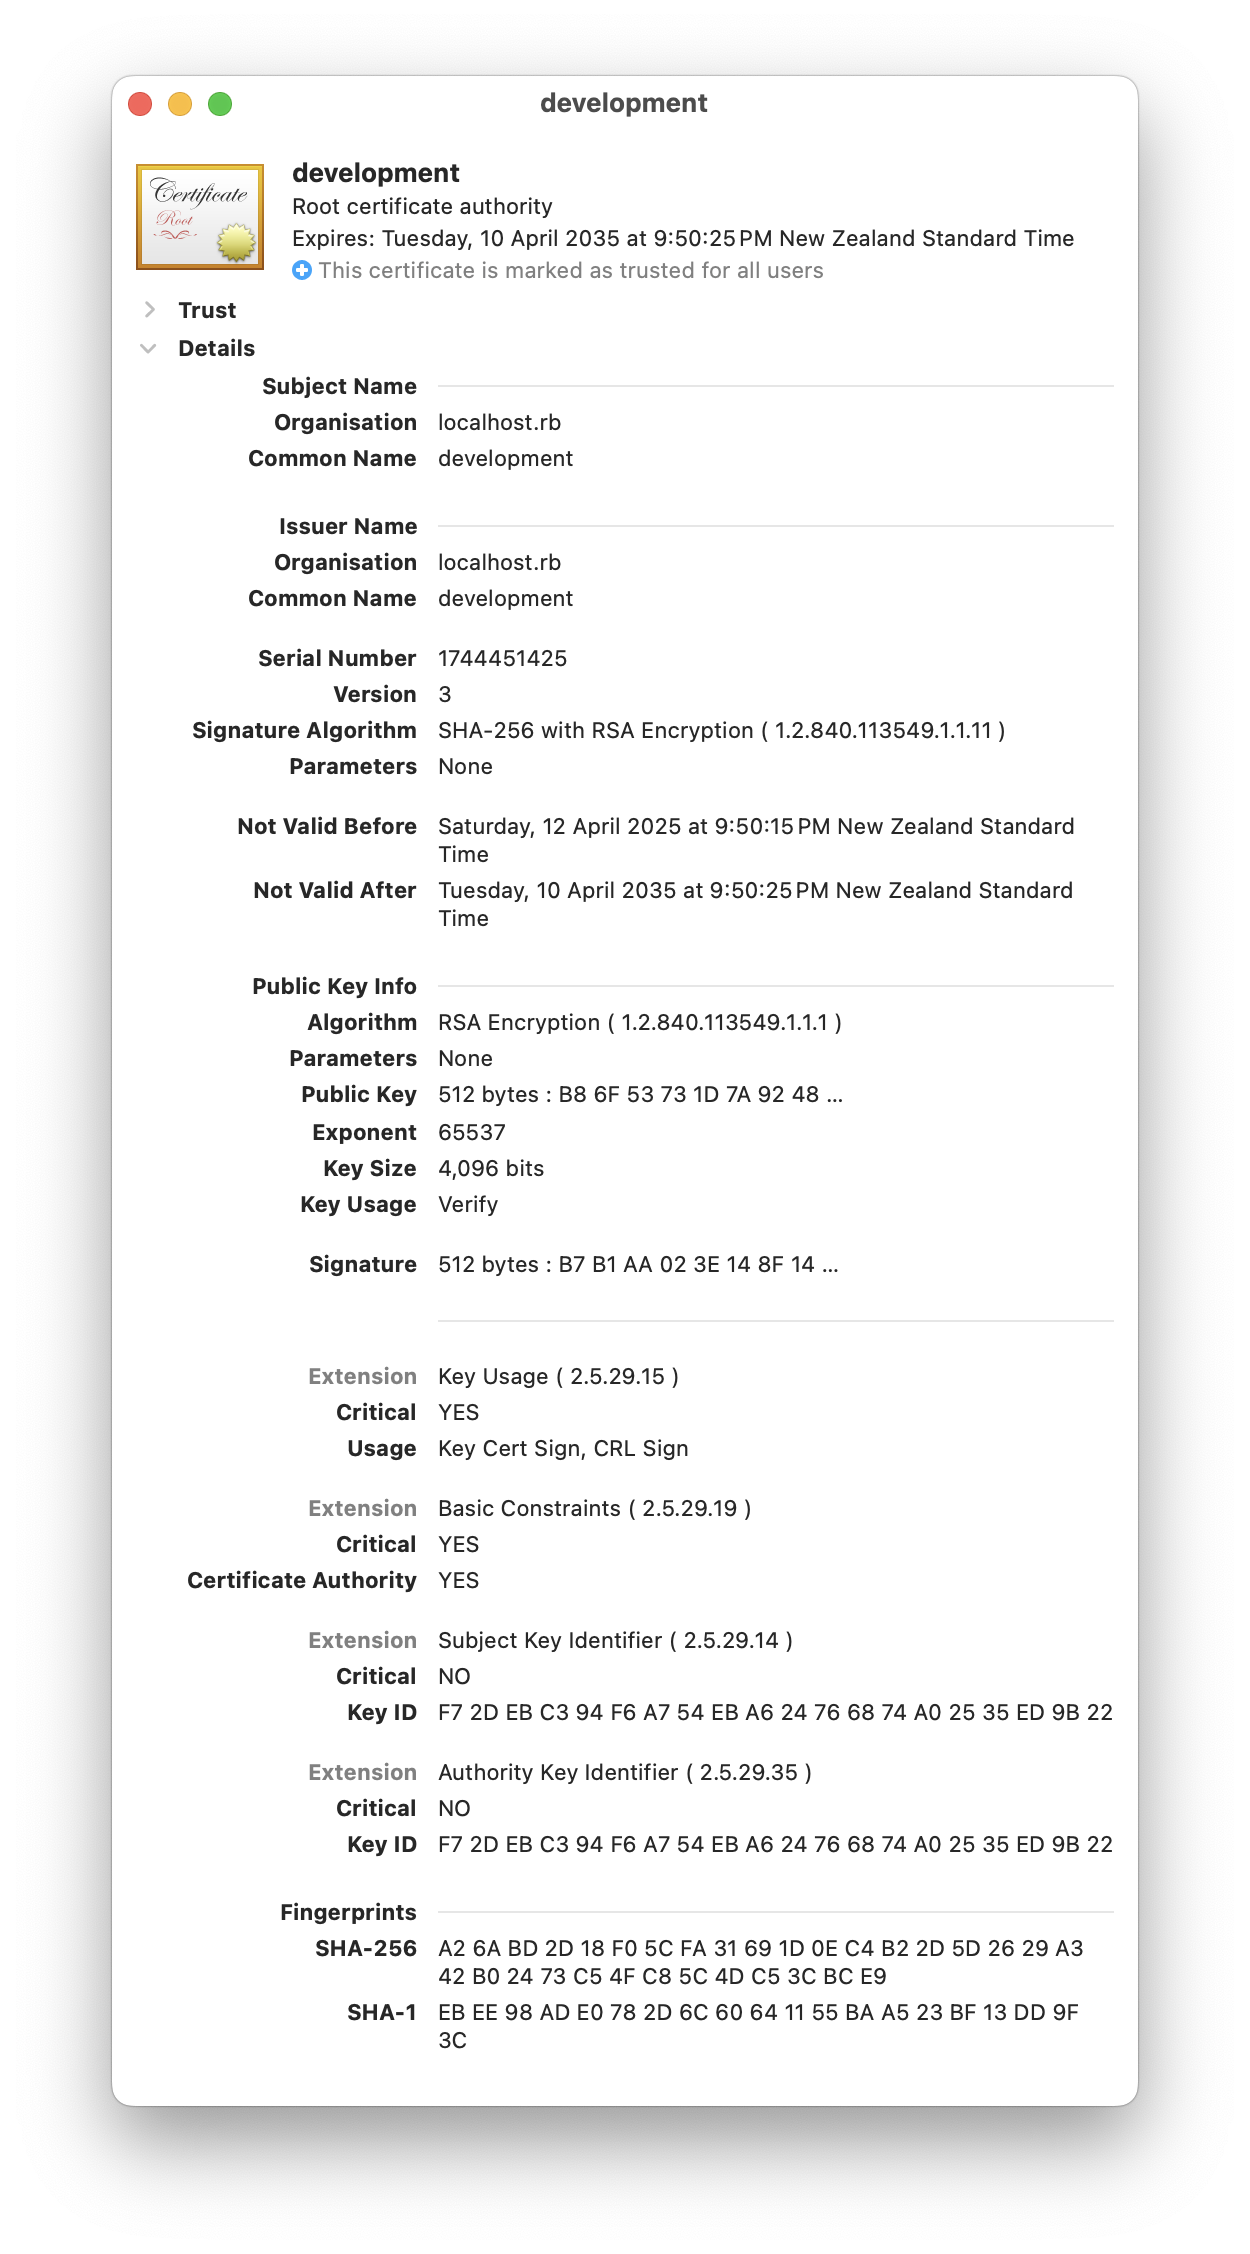 development
Certificate
Root
development
Root certificate authority
Expires: Tuesday, 10 April 2035 at 9:50:25 PM New Zealand Standard Time
This certificate is marked as trusted for all users
Trust
Details
Subject Name
Organisation localhost.rb
Common Name development
Issuer Name
Organisation localhost.rb
Common Name development
Serial Number 1744451425
Version 3
Signature Algorithm SHA-256 with RSA Encryption ( 1.2.840.113549.1.1.11 )
Parameters None
Not Valid Before Saturday, 12 April 2025 at 9:50:15 PM New Zealand Standard
Time
Not Valid After Tuesday, 10 April 2035 at 9:50:25 PM New Zealand Standard
Time
Public Key Info
Algorithm RSA Encryption ( 1.2.840.113549.1.1.1 )
Parameters None
Public Key 512 bytes : B8 6F 53 73 1D 7A 92 48 ...
Exponent 65537
Key Size 4,096 bits
Key Usage Verify
Signature 512 bytes : B7 B1 AA 02 3E 14 8F 14 ...
Extension Key Usage ( 2.5.29.15 )
Critical YES
Usage Key Cert Sign, CRL Sign
Extension Basic Constraints ( 2.5.29.19 )
Critical YES
Certificate Authority YES
Extension Subject Key Identifier ( 2.5.29.14 )
Critical NO
Key ID F7 2D EB C3 94 F6 A7 54 EB A6 24 76 68 74 A0 25 35 ED 9B 22
Extension Authority Key Identifier ( 2.5.29.35 )
Critical NO
Key ID F7 2D EB C3 94 F6 A7 54 EB A6 24 76 68 74 A0 25 35 ED 9B 22
Fingerprints
SHA-256 A2 6A BD 2D 18 F0 5C FA 31 69 1D 0E C4 B2 2D 5D 26 29 A3
42 B0 24 73 C5 4F C8 5C 4D C5 3C BC E9
SHA-1 EB EE 98 AD E0 78 2D 6C 60 64 11 55 BA A5 23 BF 13 DD 9F
3C